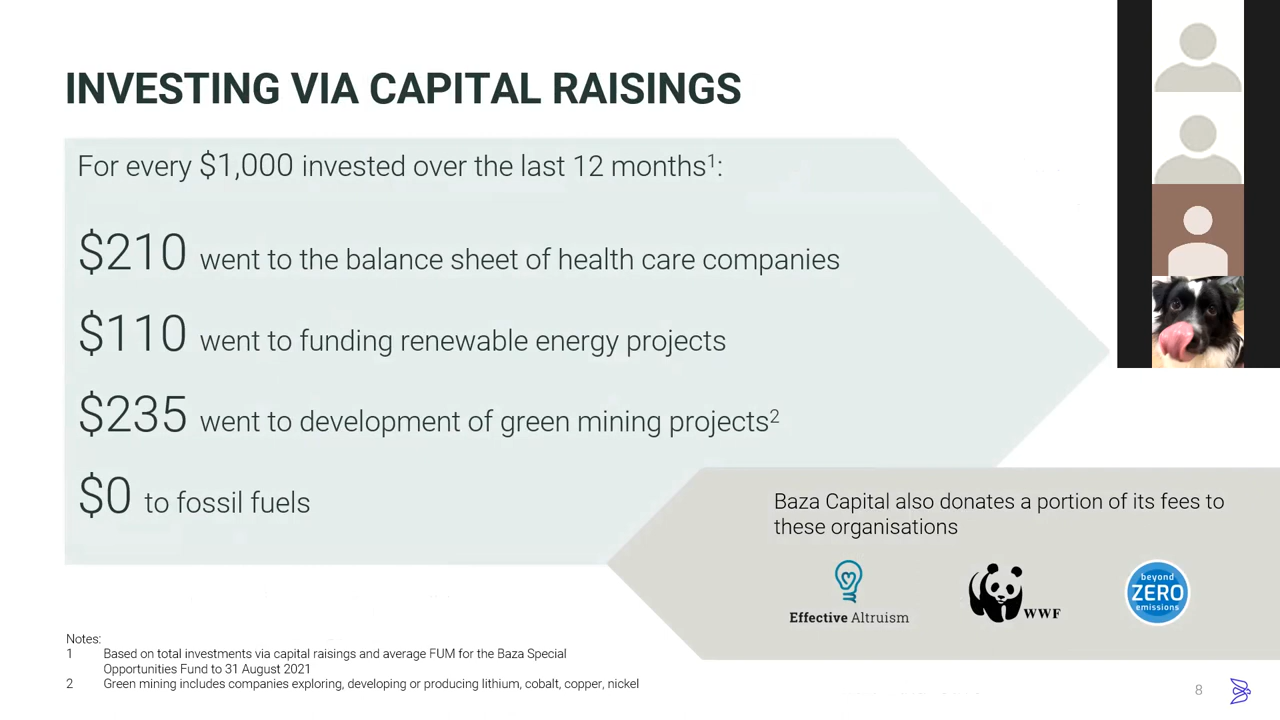 INVESTING VIA CAPITAL RAISINGS
For every $1,000 invested over the last 12 months1:
$210 went to the balance sheet of health care companies
$110 went to funding renewable energy projects
$235 went to development of green mining projects2
$0 to fossil fuels
Baza Capital also donates a portion of its fees to
these organisations
Effective Altruism
WWF
beyond
ZERO
emissions
Notes:
1 Based on total investments via capital raisings and average FUM for the Baza Special
Opportunities Fund to 31 August 2021
2 Green mining includes companies exploring, developing or producing lithium, cobalt, copper, nickel
8